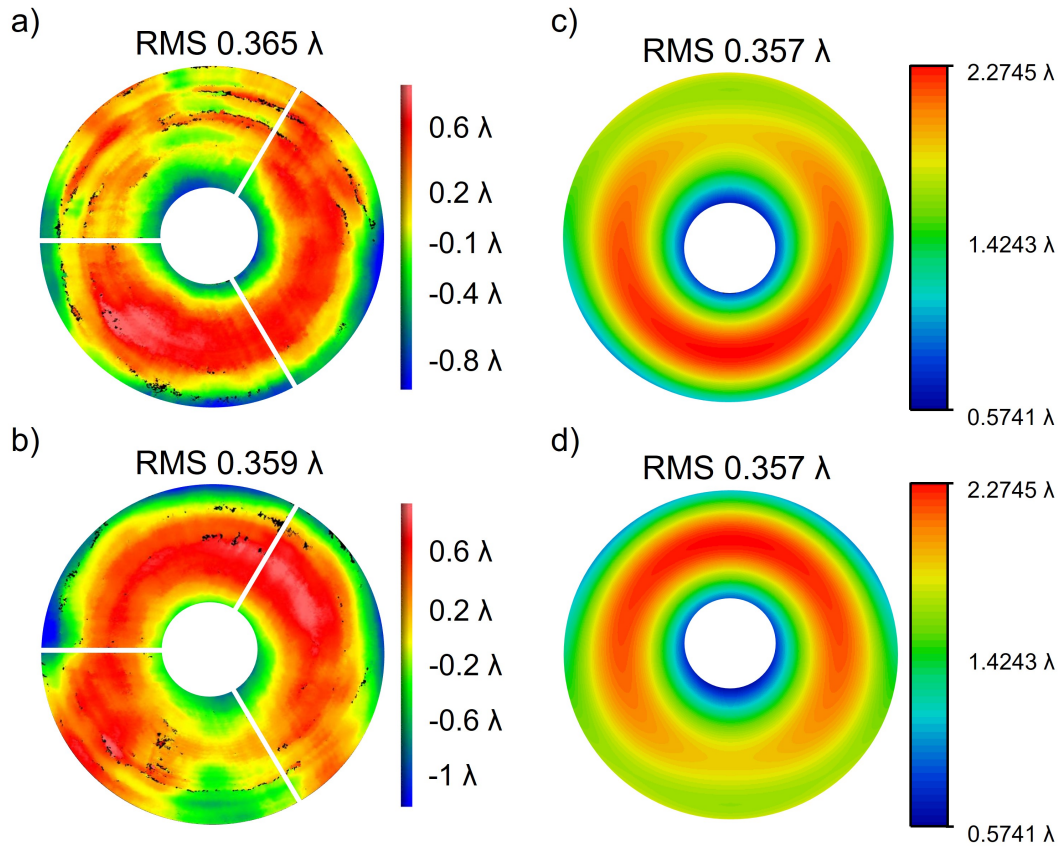 a)
RMS 0.365 λ
0.6 λ
0.2 λ
-0.1 λ
-0.4 λ
-0.8 λ
c)
RMS 0.357 λ
2.2745 λ
1.4243 λ
0.5741 λ
b)
RMS 0.359 λ
0.6 λ
0.2 λ
-0.2 λ
-0.6 λ
-1 λ
d)
RMS 0.357 λ
2.2745 λ
1.4243 λ
0.5741 λ